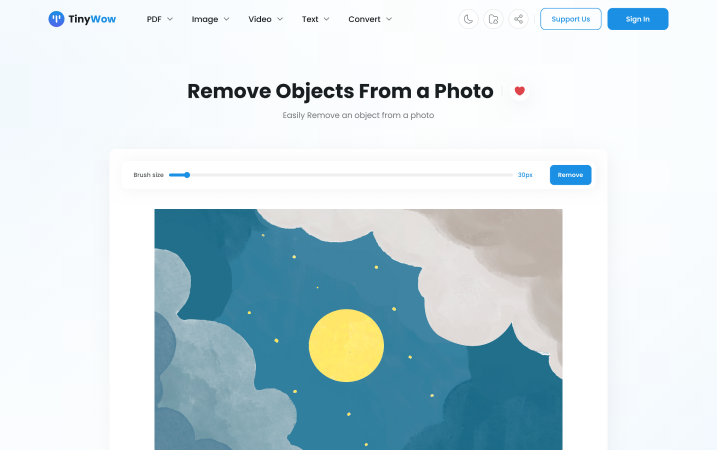 TinyWow PDF Image Video Text Convert Support Us Sign In
Remove Objects From a Photo
Easily Remove an object from a photo
Brush size 30px Remove